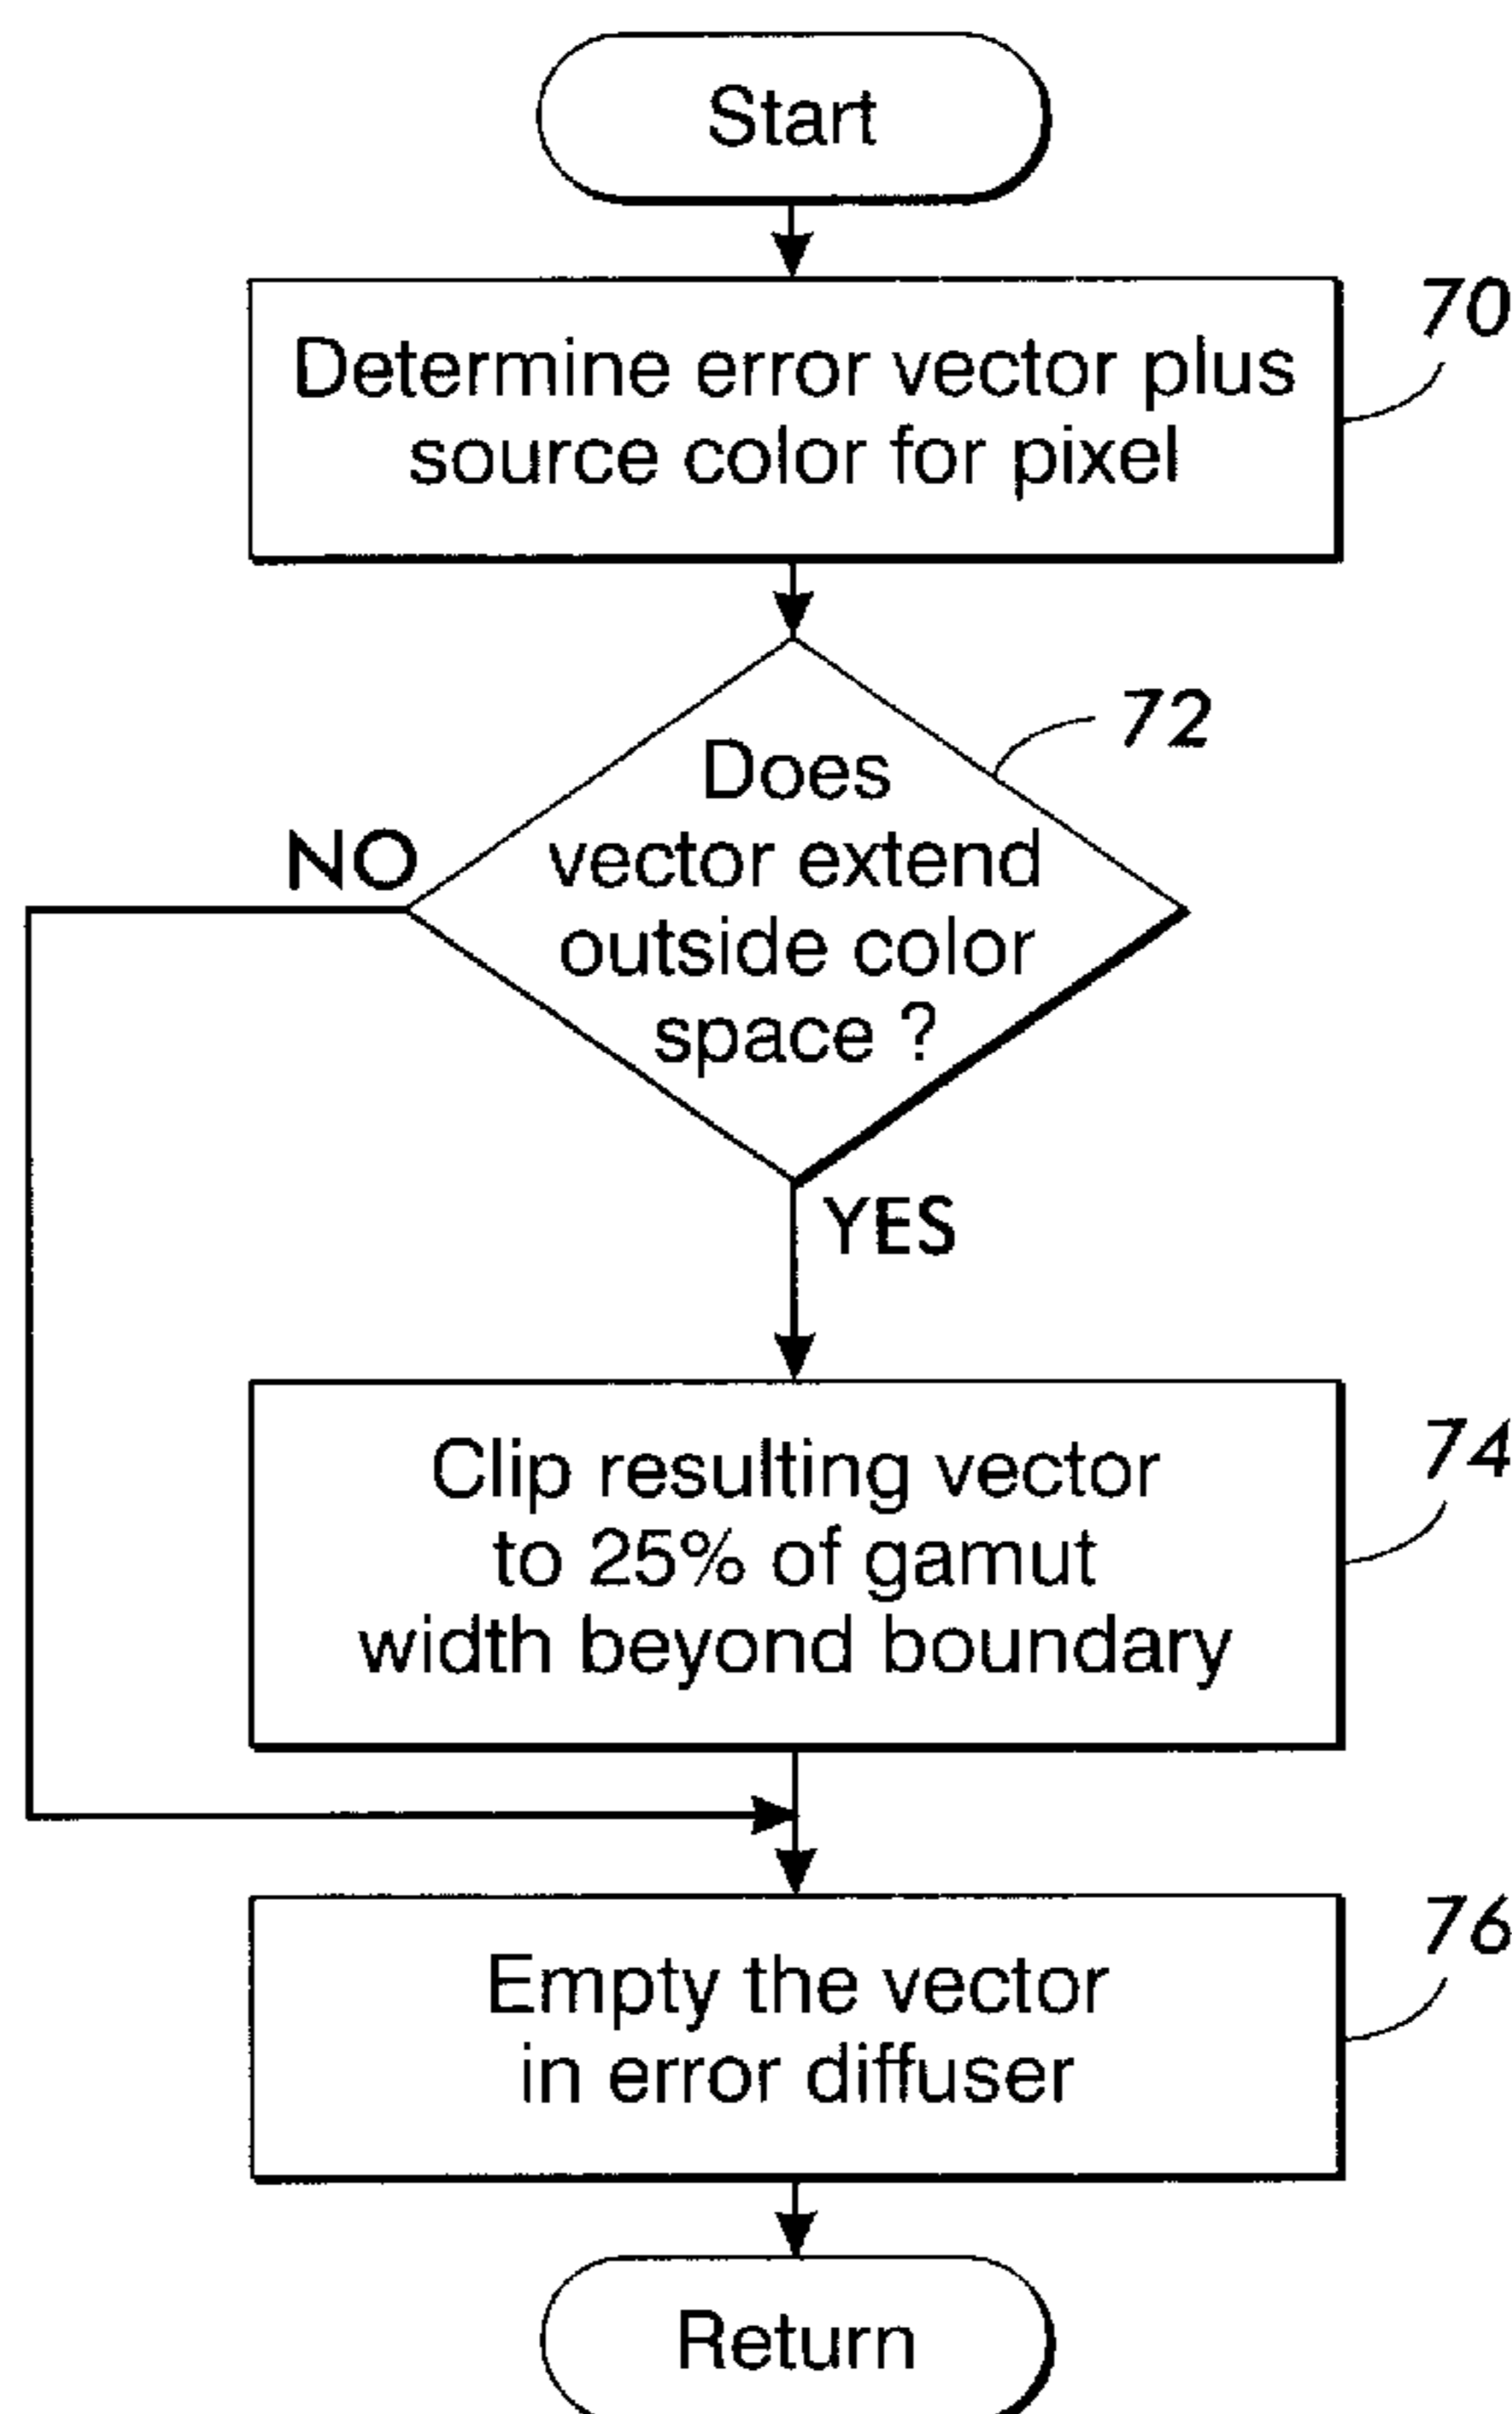 Start
70
Determine error vector plus
source color for pixel
72
Does
vector extend
outside color
space ?
NO
YES
74
Clip resulting vector
to 25% of gamut
width beyond boundary
76
Empty the vector
in error diffuser
Return